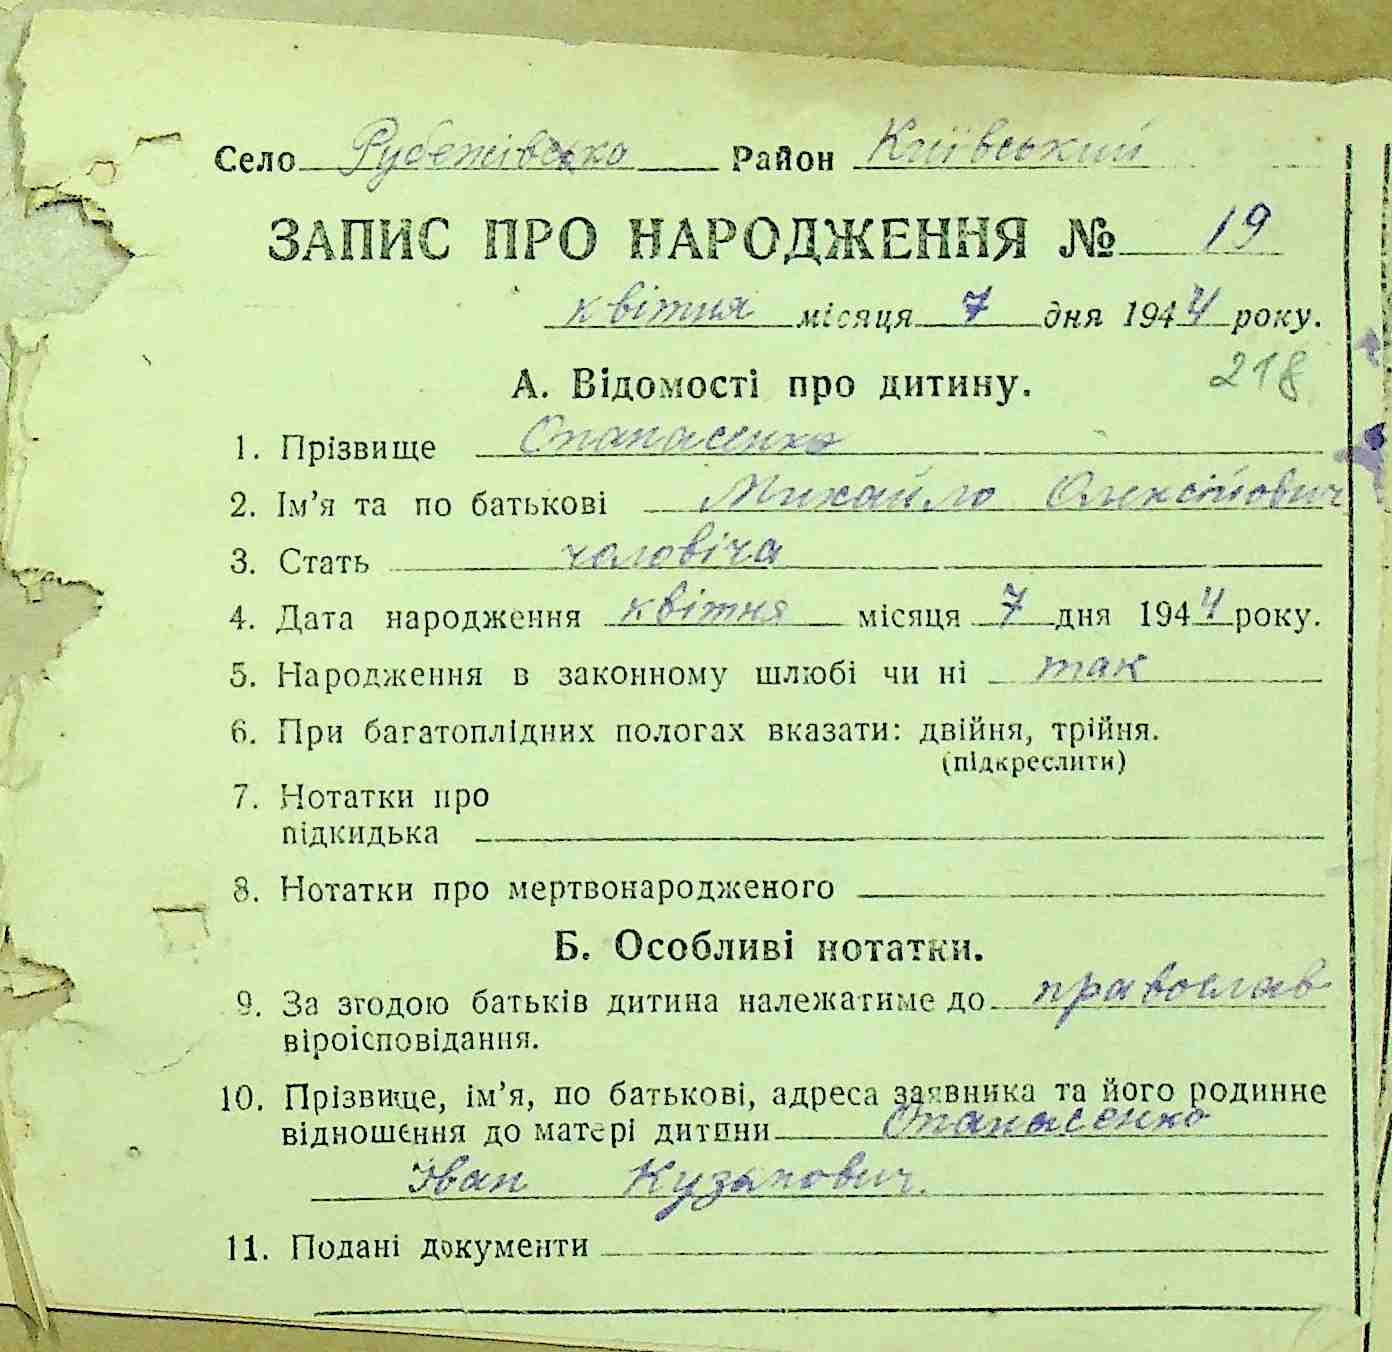 Село Рубежівсько Район Київський
ЗАПИС ПРО НАРОДЖЕННЯ № 19
квітня місяця 7 дня 1944 року.
218
А. Відомості про дитину.
1. Прізвище Опанасенко
2. Ім'я та по батькові Михайло Олексійович
3. Стать чоловіча
4. Дата народження квітня місяця 7 дня 1944 року.
5. Народження в законному шлюбі чи ні так
6. При багатоплідних пологах вказати: двійня, трійня.
(підкреслити)
7. Нотатки про
підкидька
8. Нотатки про мертвонародженого
Б. Особливі нотатки.
9. За згодою батьків дитина належатиме до православ
віроісповідання.
10. Прізвище, ім'я, по батькові, адреса заявника та його родинне
відношення до матері дитини Опанасенко
Іван Кузьмович.
11. Подані документи